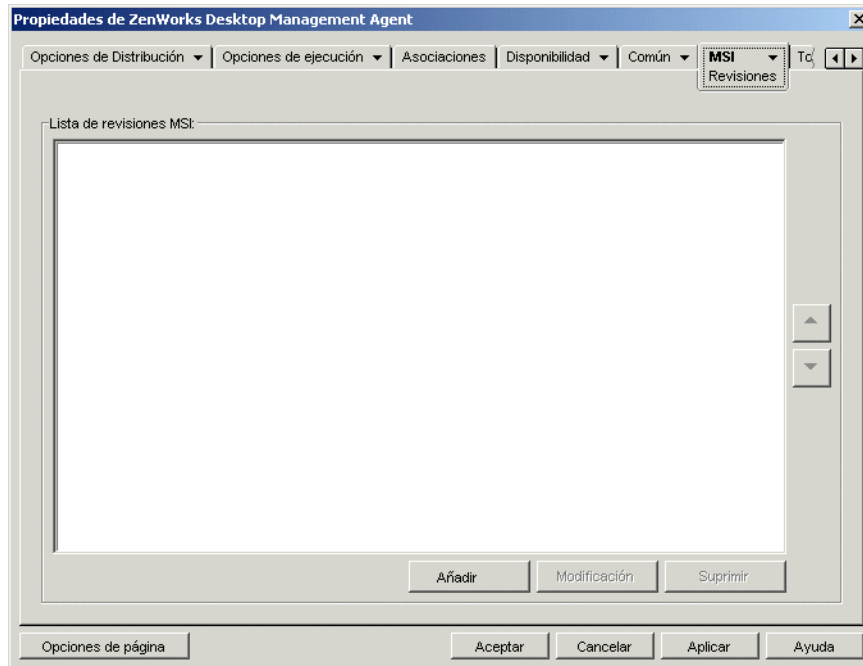 Propiedades de ZenWorks Desktop Management Agent
Opciones de Distribución Opciones de ejecución Asociaciones Disponibilidad Común MSI
Revisiones
Lista de revisiones MSI:
Añadir Modificación Suprimir
Opciones de página Aceptar Cancelar Aplicar Ayuda